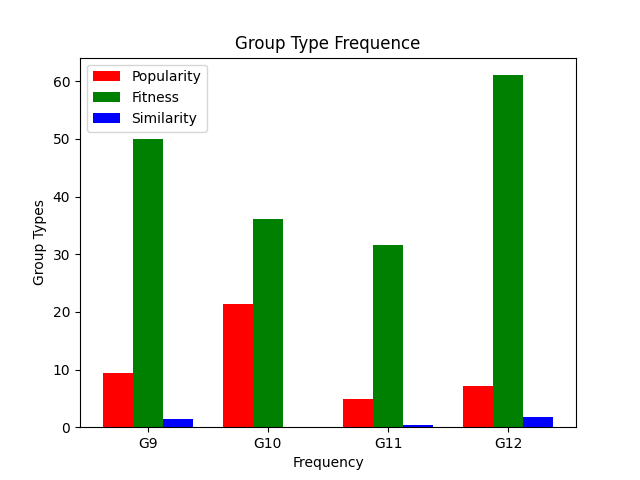 Group Type Frequence
Popularity
Fitness
Similarity
60
50
40
30
20
10
0
Group Types
G9 G10 G11 G12
Frequency